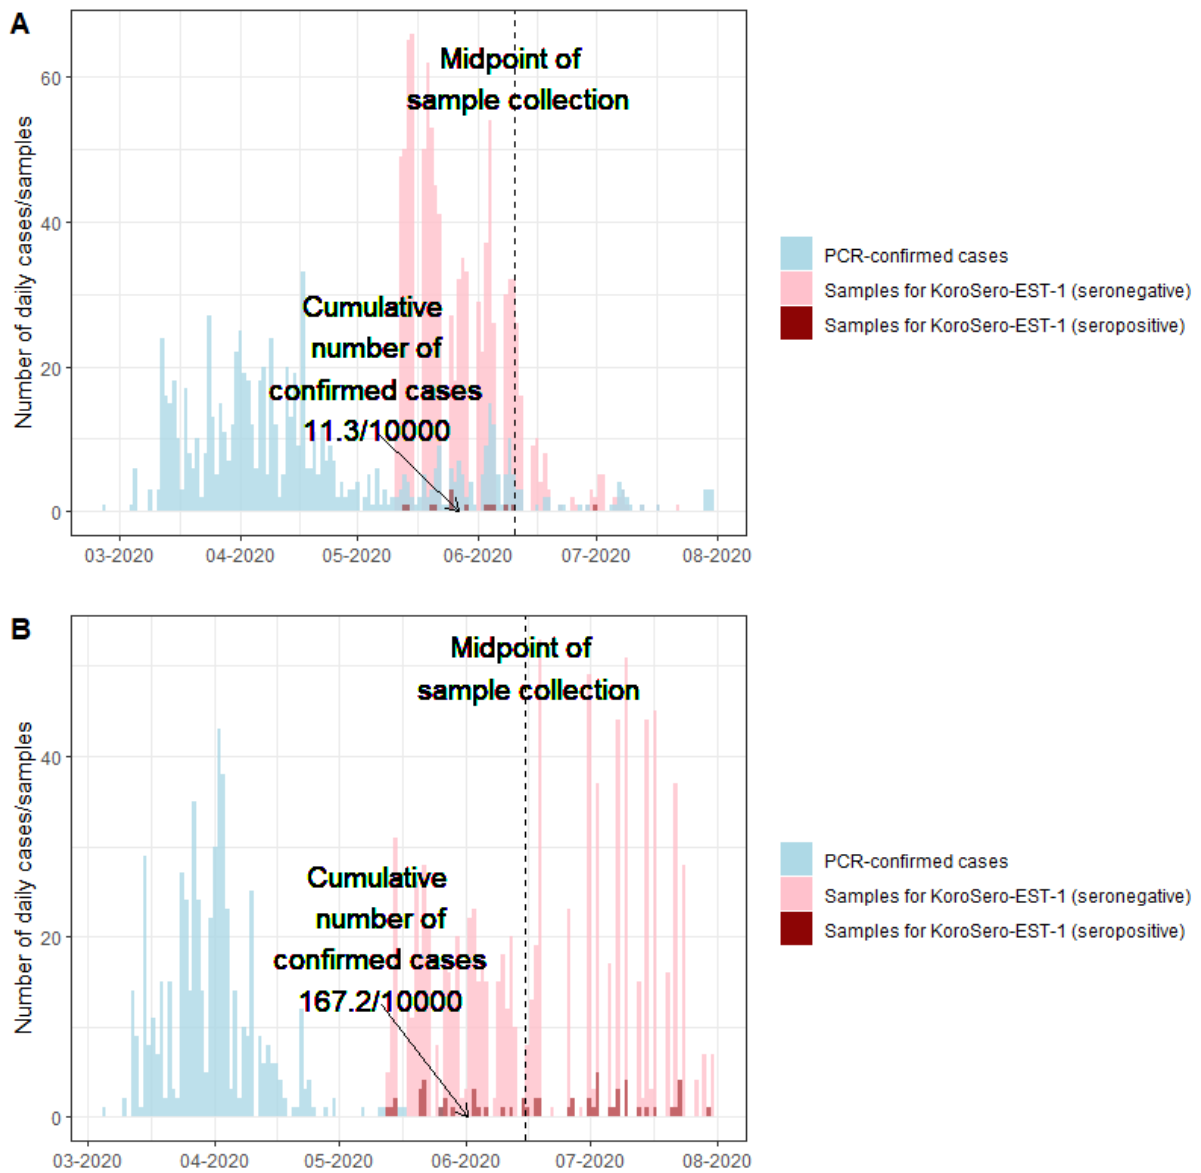 A
Number of daily cases/samples
60
40
20
0
Midpoint of
sample collection
Cumulative
number of
confirmed cases
11.3/10000
03-2020 04-2020 05-2020 06-2020 07-2020 08-2020
PCR-confirmed cases
Samples for KoroSero-EST-1 (seronegative)
Samples for KoroSero-EST-1 (seropositive)
B
Number of daily cases/samples
40
20
0
Midpoint of
sample collection
Cumulative
number of
confirmed cases
167.2/10000
03-2020 04-2020 05-2020 06-2020 07-2020 08-2020
PCR-confirmed cases
Samples for KoroSero-EST-1 (seronegative)
Samples for KoroSero-EST-1 (seropositive)